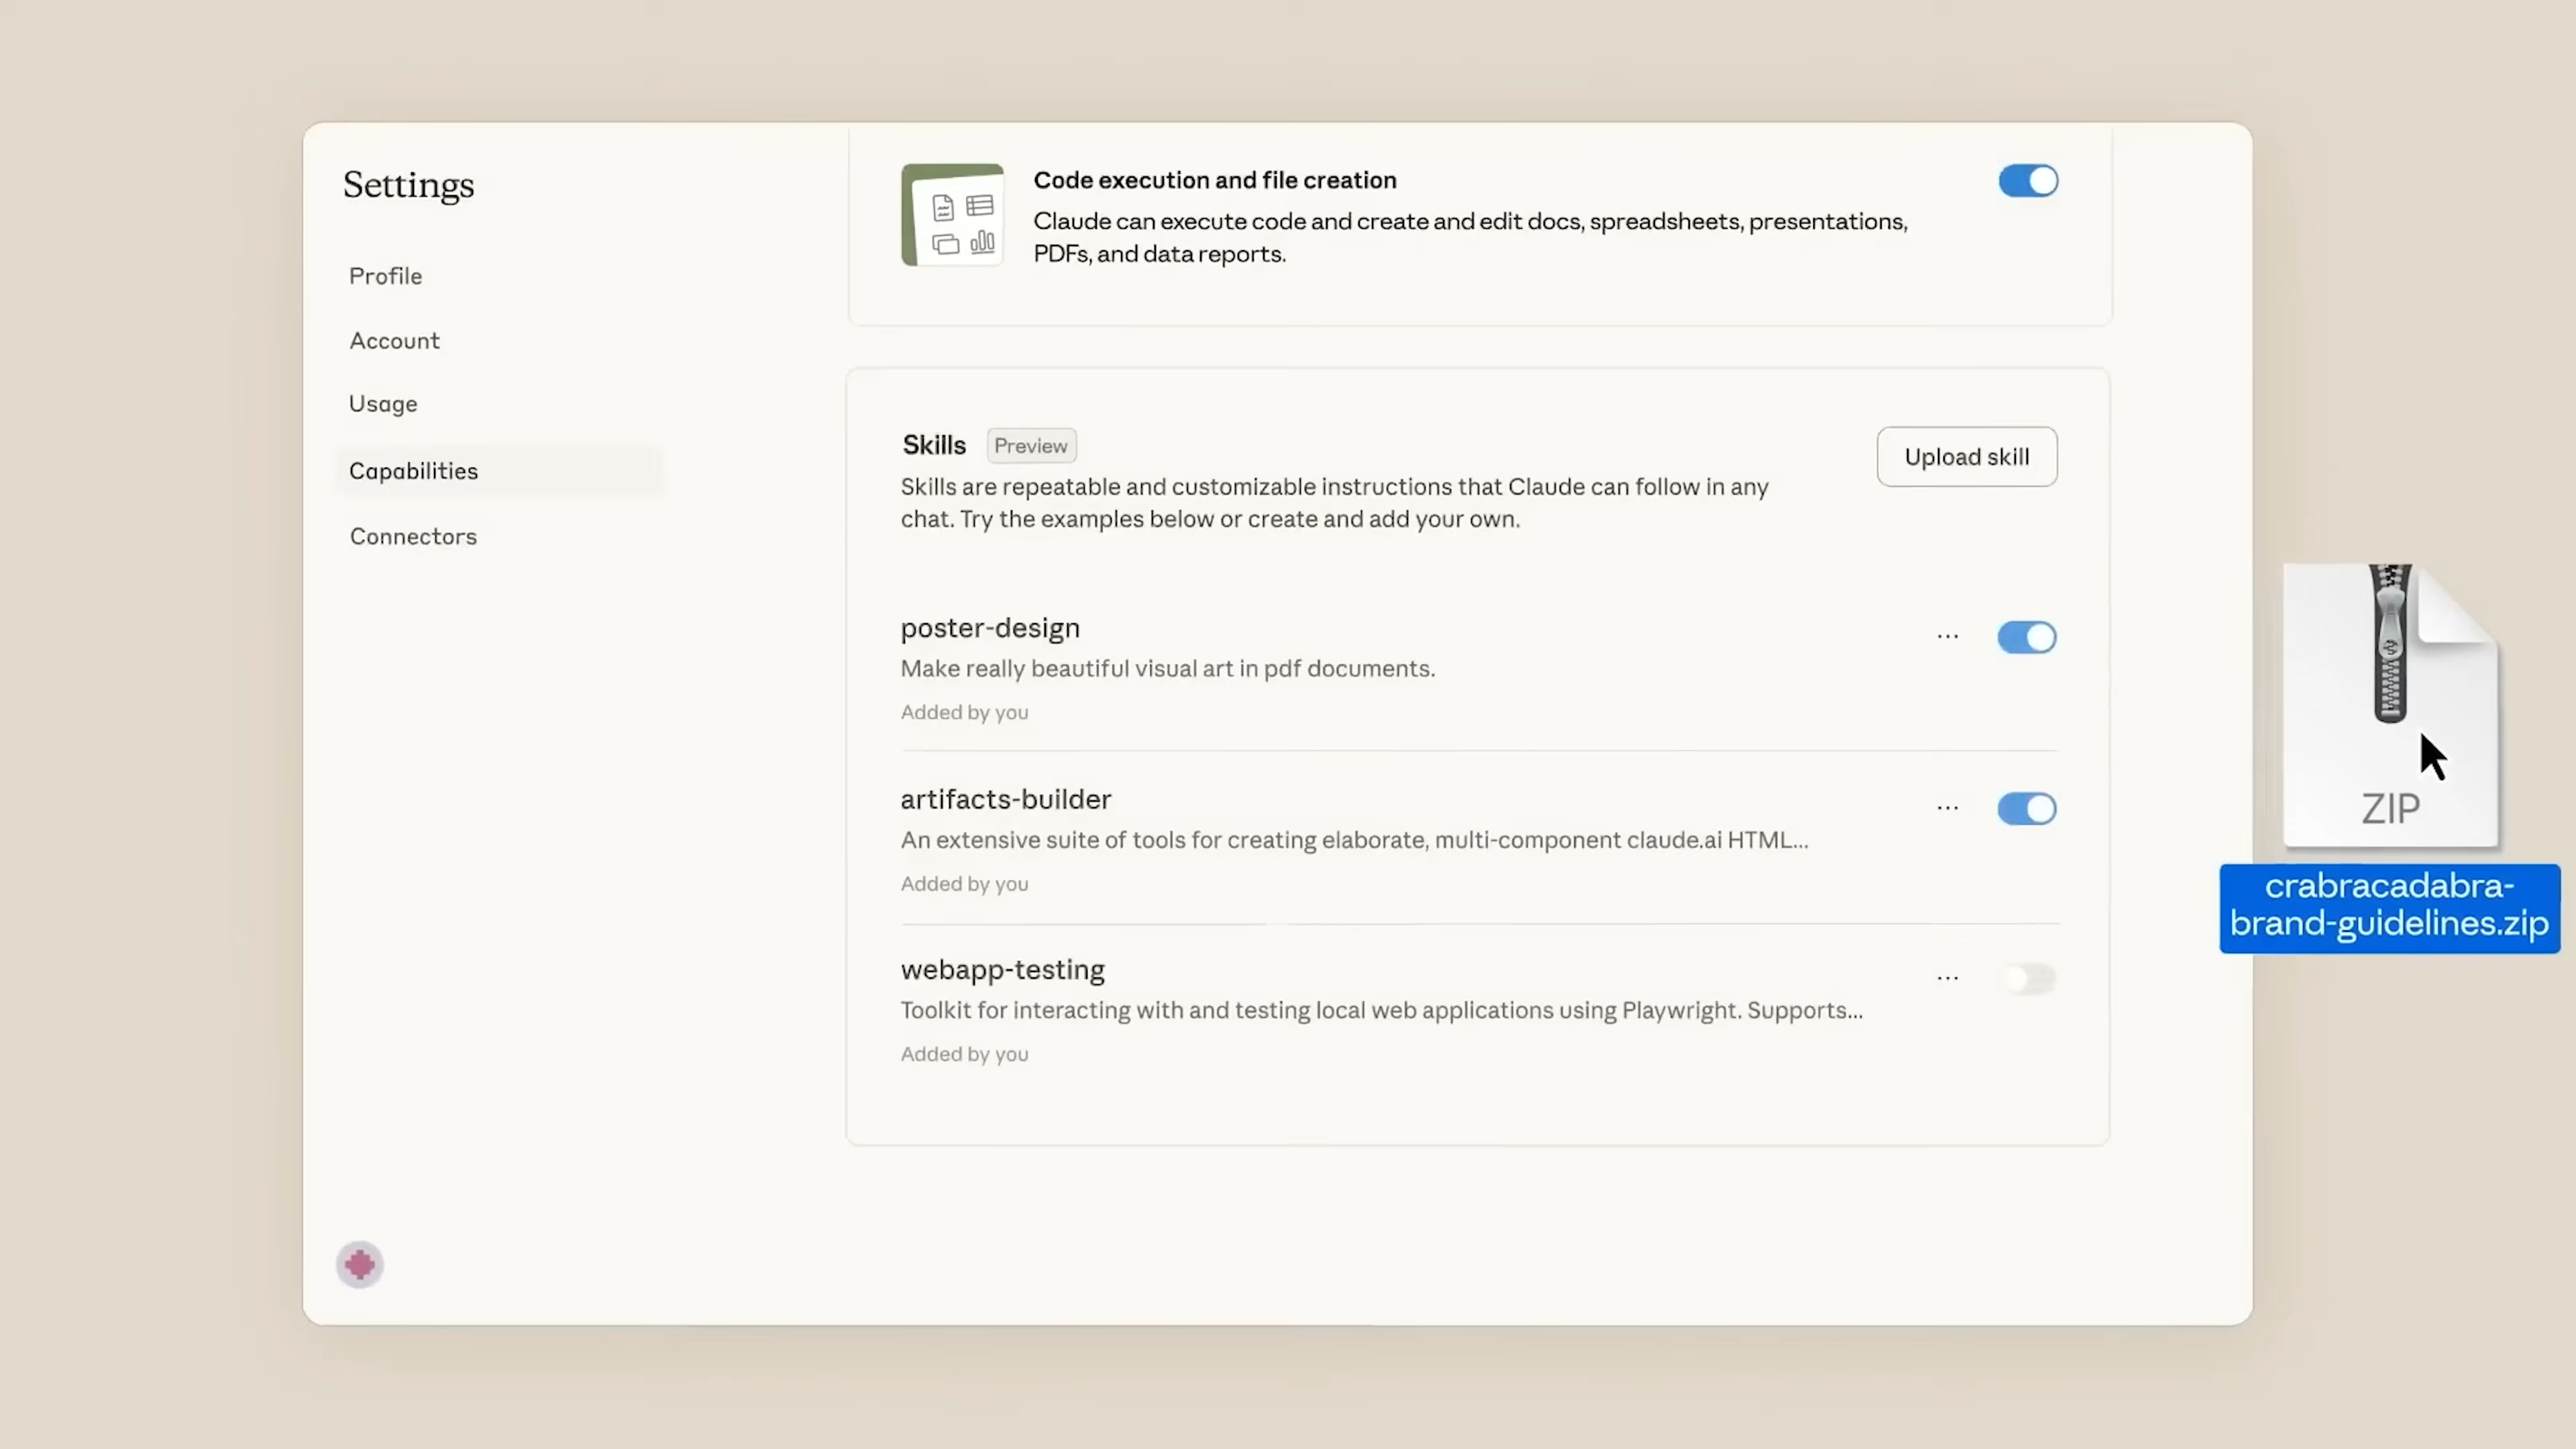 Settings
Profile
Account
Usage
Capabilities
Connectors
Code execution and file creation
Claude can execute code and create and edit docs, spreadsheets, presentations,
PDFs, and data reports.
Skills Preview
Upload skill
Skills are repeatable and customizable instructions that Claude can follow in any
chat. Try the examples below or create and add your own.
poster-design
Make really beautiful visual art in pdf documents.
Added by you
artifacts-builder
An extensive suite of tools for creating elaborate, multi-component claude.ai HTML...
Added by you
webapp-testing
Toolkit for interacting with and testing local web applications using Playwright. Supports...
Added by you
ZIP
crabracadabra-
brand-guidelines.zip